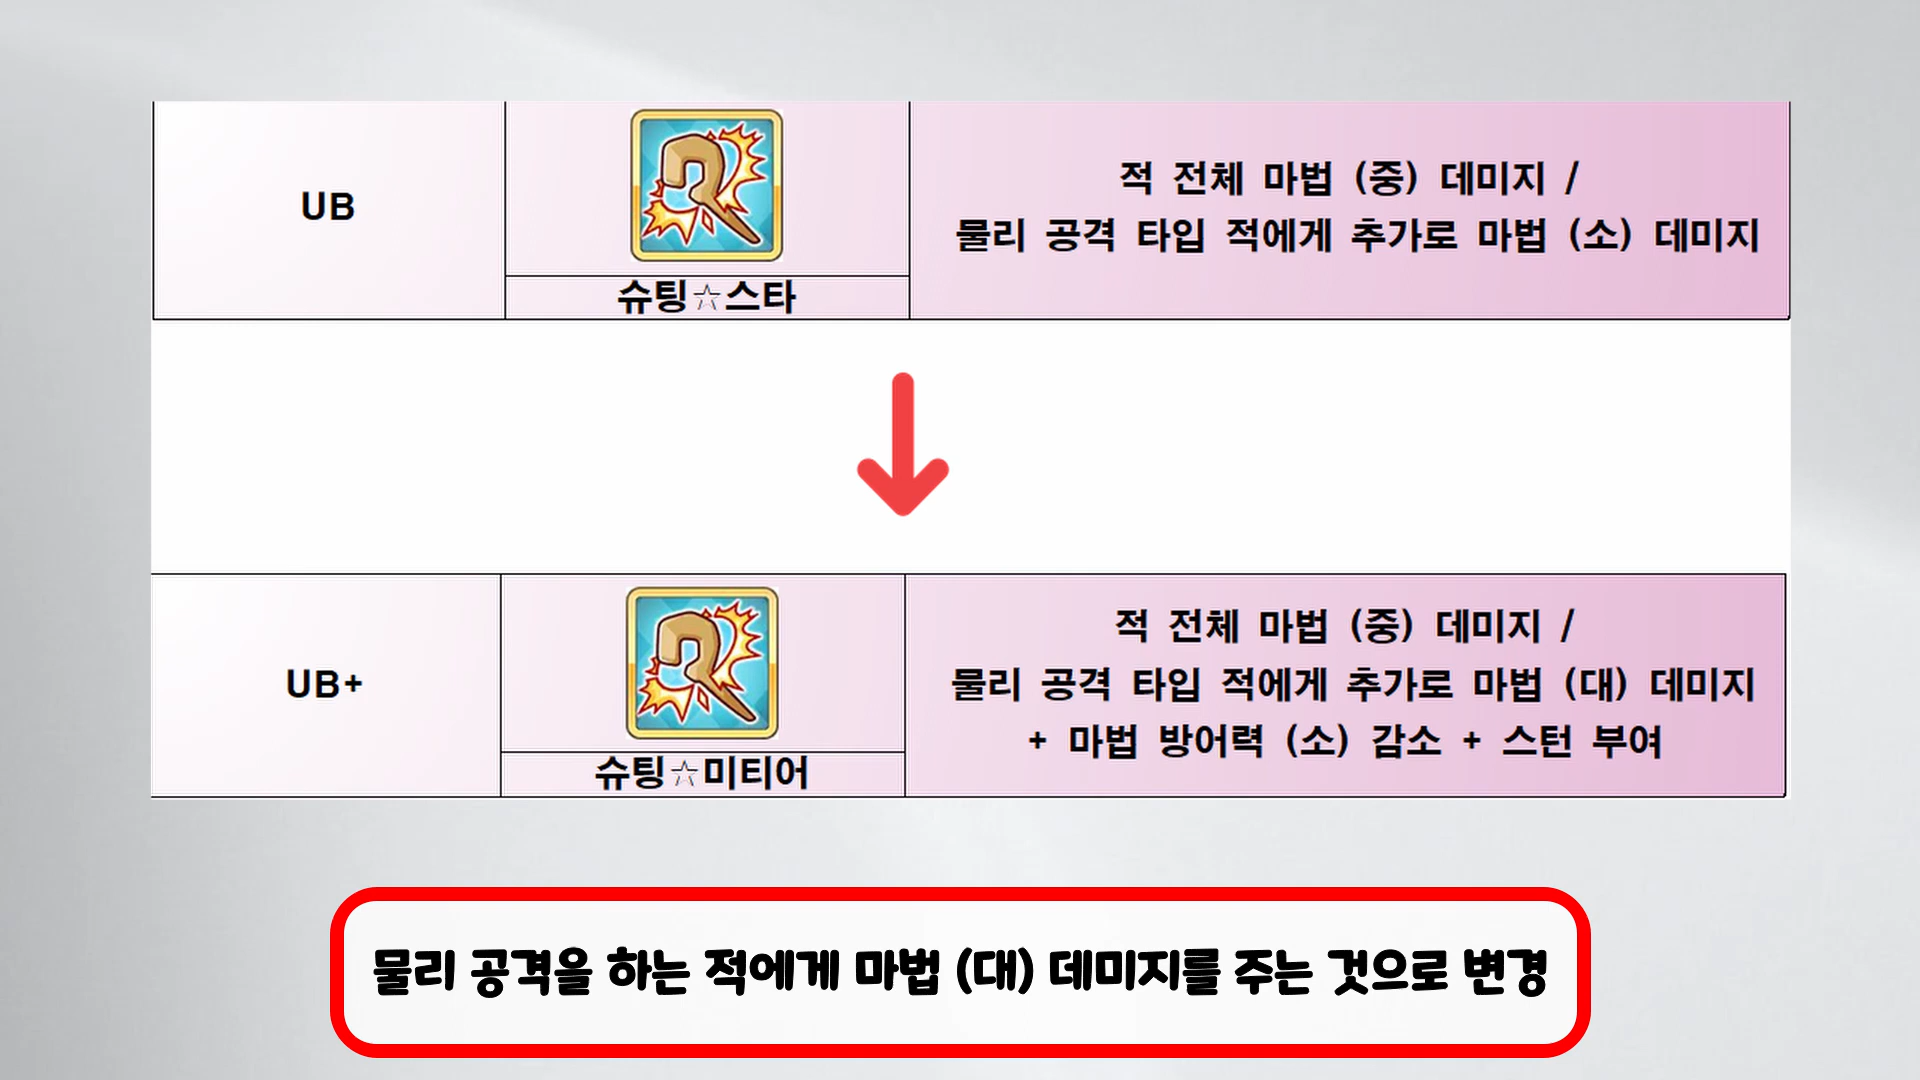 UB
슈팅☆스타
적 전체 마법 (중) 데미지 /
물리 공격 타입 적에게 추가로 마법 (소) 데미지
UB+
슈팅☆미티어
적 전체 마법 (중) 데미지 /
물리 공격 타입 적에게 추가로 마법 (대) 데미지
+ 마법 방어력 (소) 감소 + 스턴 부여
물리 공격을 하는 적에게 마법 (대) 데미지를 주는 것으로 변경